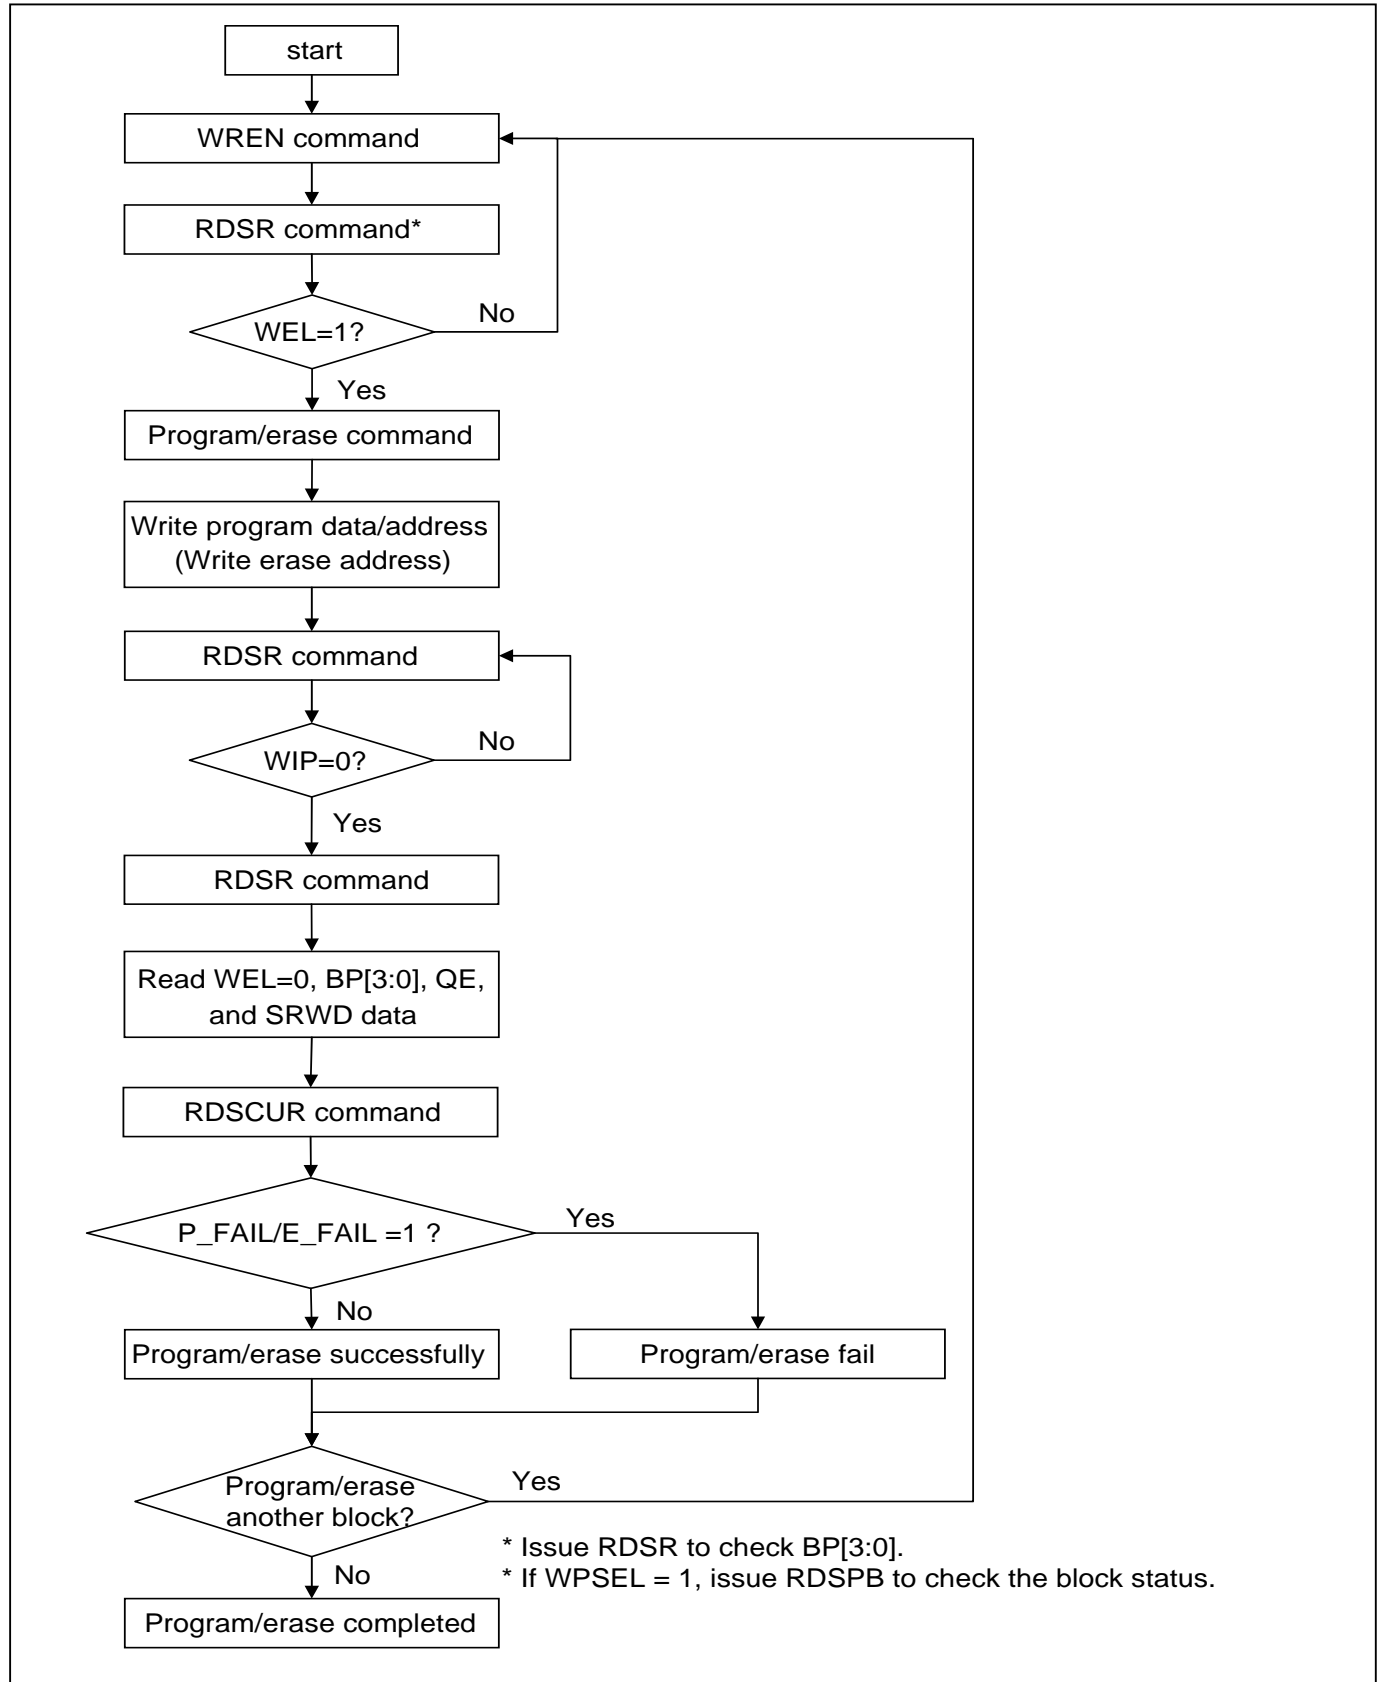 start
WREN command
RDSR command*
WEL=1?
No
Yes
Program/erase command
Write program data/address
(Write erase address)
RDSR command
WIP=0?
No
Yes
RDSR command
Read WEL=0, BP[3:0], QE,
and SRWD data
RDSCUR command
P_FAIL/E_FAIL =1 ?
Yes
No
Program/erase successfully
Program/erase fail
Program/erase
another block?
Yes
No
* Issue RDSR to check BP[3:0].
* If WPSEL = 1, issue RDSPB to check the block status.
Program/erase completed